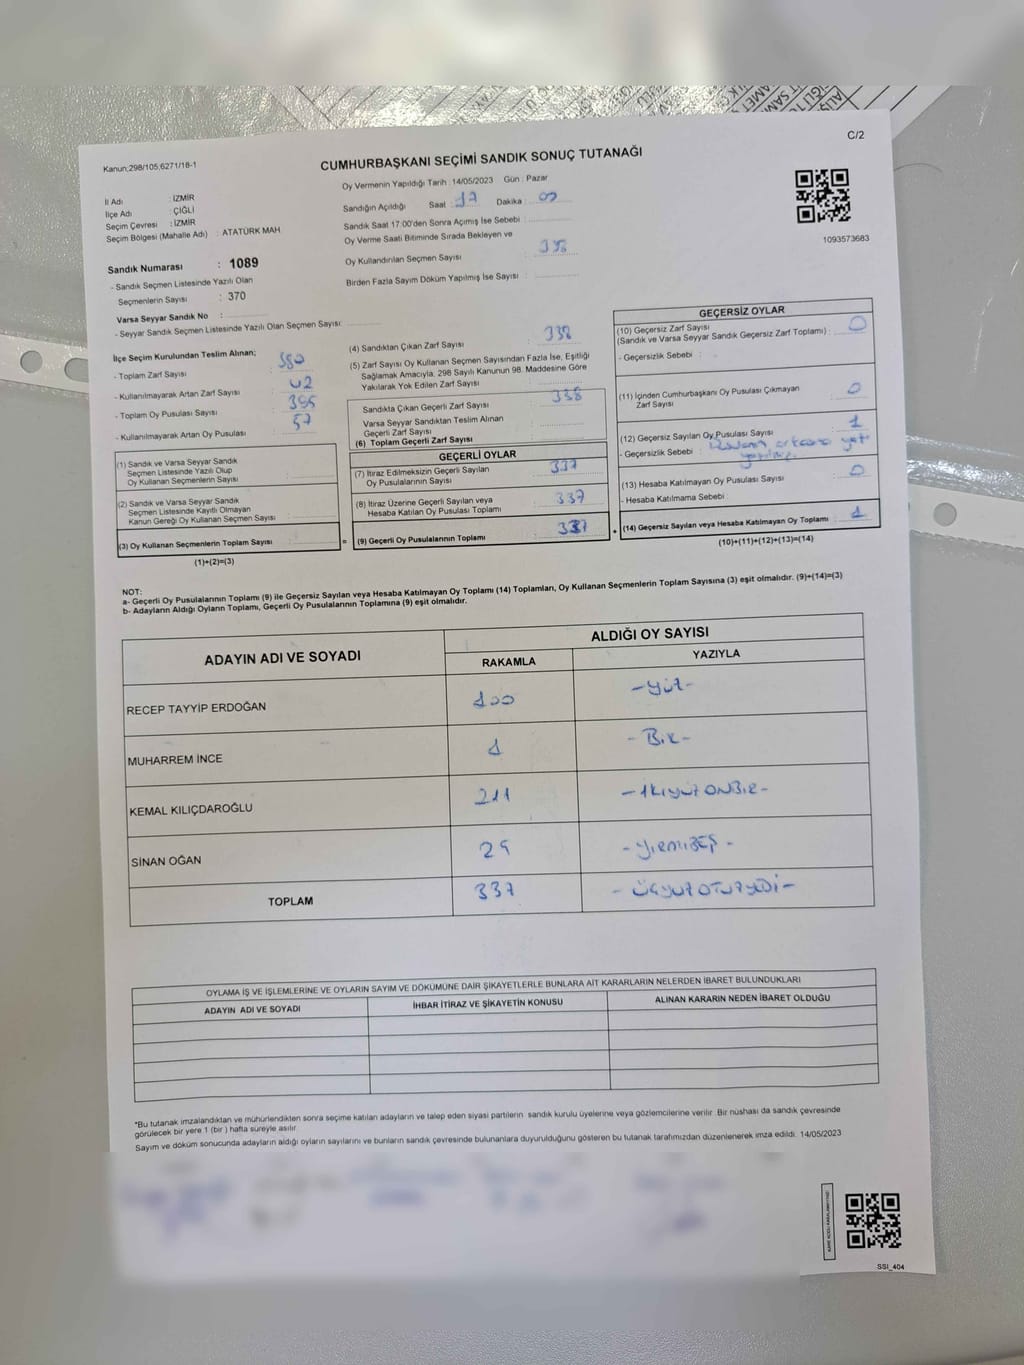 C/2
Kanun;298/105;6271/18-1
CUMHURBAŞKANI SEÇİMİ SANDIK SONUÇ TUTANAĞI
İl Adı : İZMİR
İlçe Adı : ÇİĞLİ
Seçim Çevresi : İZMİR
Seçim Bölgesi (Mahalle Adı) : ATATÜRK MAH
Sandık Numarası : 1089
- Sandık Seçmen Listesinde Yazılı Olan
Seçmenlerin Sayısı : 370
Varsa Seyyar Sandık No :
- Seyyar Sandık Seçmen Listesinde Yazılı Olan Seçmen Sayısı:
Oy Vermenin Yapıldığı Tarih : 14/05/2023 Gün : Pazar
Sandığın Açıldığı Saat : 17 Dakika : 00
Sandık Saat 17:00'den Sonra Açımış İse Sebebi :
Oy Verme Saati Bitiminde Sırada Bekleyen ve
Oy Kullandırılan Seçmen Sayısı : 338
Birden Fazla Sayım Döküm Yapılmış İse Sayısı :
1093573683
İlçe Seçim Kurulundan Teslim Alınan;
- Toplam Zarf Sayısı : 380
- Kullanılmayarak Artan Zarf Sayısı : 42
- Toplam Oy Pusulası Sayısı : 395
- Kullanılmayarak Artan Oy Pusulası : 57
(1) Sandık ve Varsa Seyyar Sandık
Seçmen Listesinde Yazılı Olup
Oy Kullanan Seçmenlerin Sayısı :
(2) Sandık ve Varsa Seyyar Sandık
Seçmen Listesinde Kayıtlı Olmayan
Kanun Gereği Oy Kullanan Seçmen Sayısı :
(3) Oy Kullanan Seçmenlerin Toplam Sayısı :
(1)+(2)=(3)
(4) Sandıktan Çıkan Zarf Sayısı : 338
(5) Zarf Sayısı Oy Kullanan Seçmen Sayısından Fazla İse, Eşitliği
Sağlamak Amacıyla, 298 Sayılı Kanunun 98. Maddesine Göre
Yakılarak Yok Edilen Zarf Sayısı :
Sandıkta Çıkan Geçerli Zarf Sayısı : 338
Varsa Seyyar Sandıktan Teslim Alınan
Geçerli Zarf Sayısı :
(6) Toplam Geçerli Zarf Sayısı :
GEÇERLİ OYLAR
(7) İtiraz Edilmeksizin Geçerli Sayılan
Oy Pusulalarının Sayısı : 337
(8) İtiraz Üzerine Geçerli Sayılan veya
Hesaba Katılan Oy Pusulası Toplamı : 337
= (9) Geçerli Oy Pusulalarının Toplamı : 337 +
GEÇERSİZ OYLAR
(10) Geçersiz Zarf Sayısı
(Sandık ve Varsa Seyyar Sandık Geçersiz Zarf Toplamı) : 0
- Geçersizlik Sebebi :
(11) İçinden Cumhurbaşkanı Oy Pusulası Çıkmayan
Zarf Sayısı : 0
(12) Geçersiz Sayılan Oy Pusulası Sayısı : 1
- Geçersizlik Sebebi :
(13) Hesaba Katılmayan Oy Pusulası Sayısı : 0
- Hesaba Katılmama Sebebi :
(14) Geçersiz Sayılan veya Hesaba Katılmayan Oy Toplamı : 1
(10)+(11)+(12)+(13)=(14)
NOT:
a- Geçerli Oy Pusulalarının Toplamı (9) ile Geçersiz Sayılan veya Hesaba Katılmayan Oy Toplamı (14) Toplamları, Oy Kullanan Seçmenlerin Toplam Sayısına (3) eşit olmalıdır. (9)+(14)=(3)
b- Adayların Aldığı Oyların Toplamı, Geçerli Oy Pusulalarının Toplamına (9) eşit olmalıdır.
ADAYIN ADI VE SOYADI ALDIĞI OY SAYISI
RAKAMLA YAZIYLA
RECEP TAYYİP ERDOĞAN 100 -Yüz-
MUHARREM İNCE 1 -Bir-
KEMAL KILIÇDAROĞLU 211 -İKİYÜZONBİR-
SİNAN OĞAN 25 -YİRMİBEŞ-
TOPLAM 337 -ÜÇYÜZOTUZYEDİ-
OYLAMA İŞ VE İŞLEMLERİNE VE OYLARIN SAYIM VE DÖKÜMÜNE DAİR ŞİKAYETLERLE BUNLARA AİT KARARLARIN NELERDEN İBARET BULUNDUKLARI
ADAYIN ADI VE SOYADI İHBAR İTİRAZ VE ŞİKAYETİN KONUSU ALINAN KARARIN NEDEN İBARET OLDUĞU
*Bu tutanak imzalandıktan ve mühürlendikten sonra seçime katılan adayların ve talep eden siyasi partilerin sandık kurulu üyelerine veya gözlemcilerine verilir. Bir nüshası da sandık çevresinde
görülecek bir yere 1 (bir) hafta süreyle asılır.
Sayım ve döküm sonucunda adayların aldığı oyların sayılarını ve bunların sandık çevresinde bulunanlara duyurulduğunu gösteren bu tutanak tarafımızdan düzenlenerek imza edildi. 14/05/2023
SSI_404